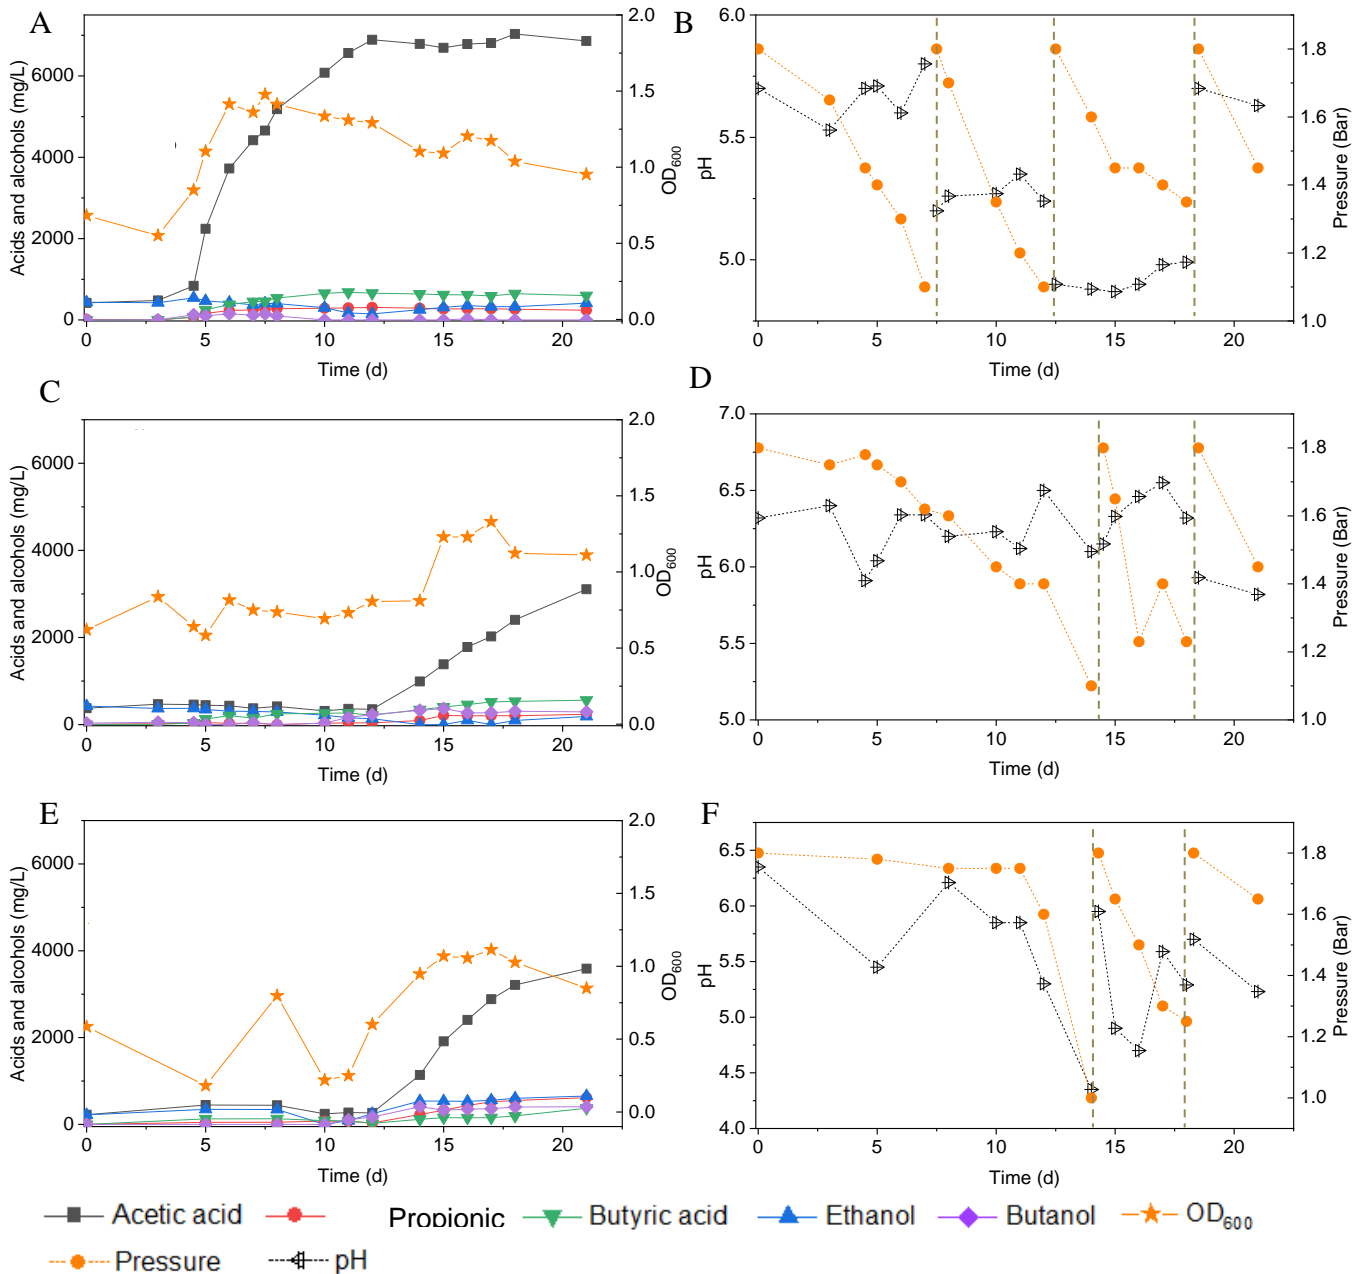 A
B
Acids and alcohols (mg/L)
6000
4000
2000
0
2.0
1.5
1.0
0.5
0.0
OD600
0 5 10 15 20
Time (d)
pH
6.0
5.5
5.0
1.8
1.6
1.4
1.2
1.0
Pressure (Bar)
0 5 10 15 20
Time (d)
C
D
Acids and alcohols (mg/L)
6000
4000
2000
0
2.0
1.5
1.0
0.5
0.0
OD600
0 5 10 15 20
Time (d)
pH
7.0
6.5
6.0
5.5
5.0
1.8
1.6
1.4
1.2
1.0
Pressure (Bar)
0 5 10 15 20
Time (d)
E
F
Acids and alcohols (mg/L)
6000
4000
2000
0
2.0
1.5
1.0
0.5
0.0
OD600
0 5 10 15 20
Time (d)
pH
6.5
6.0
5.5
5.0
4.5
4.0
1.8
1.6
1.4
1.2
1.0
Pressure (Bar)
0 5 10 15 20
Time (d)
Acetic acid Propionic Butyric acid Ethanol Butanol OD600
Pressure pH